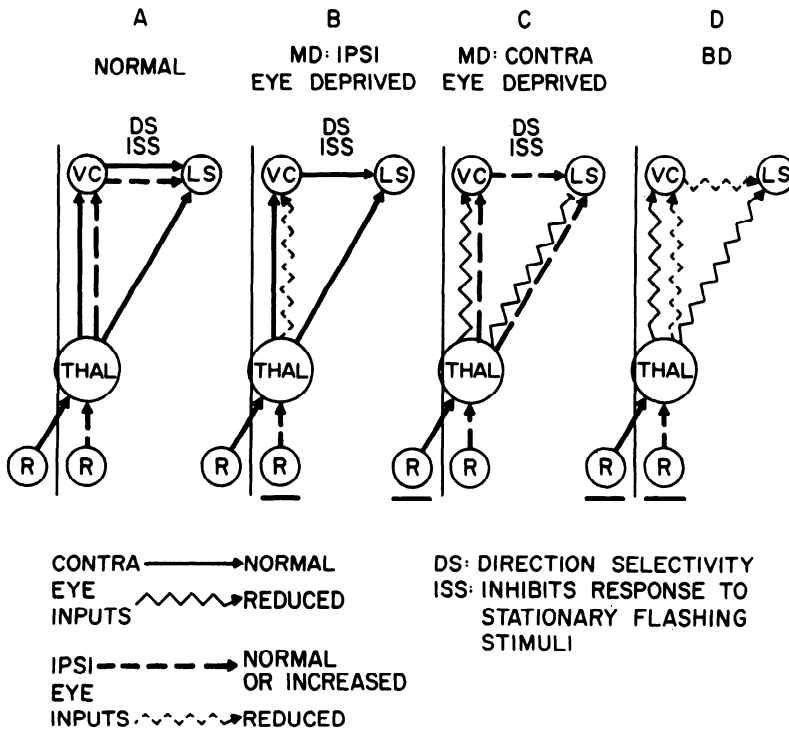 A
B
C
D
NORMAL
MD: IPSI
EYE DEPRIVED
MD: CONTRA
EYE DEPRIVED
BD
DS
ISS
DS
ISS
DS
ISS
VC
LS
VC
LS
VC
LS
VC
LS
THAL
THAL
THAL
THAL
R
R
R
R
R
R
R
R
CONTRA NORMAL
EYE
INPUTS REDUCED
IPSI NORMAL
OR INCREASED
EYE
INPUTS REDUCED
DS: DIRECTION SELECTIVITY
ISS: INHIBITS RESPONSE TO
STATIONARY FLASHING
STIMULI